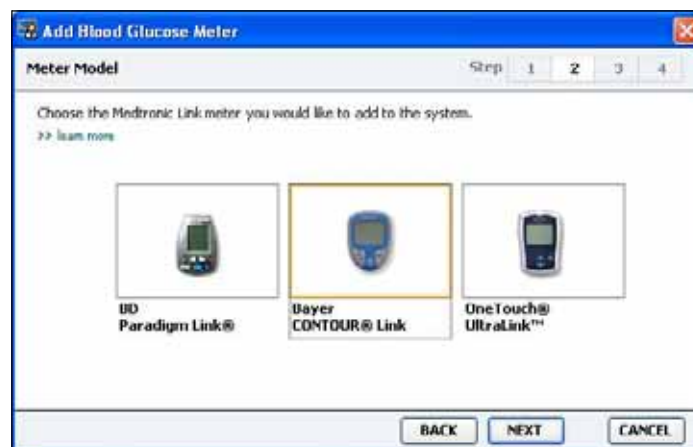 Add Blood Glucose Meter
Meter Model Step 1 2 3 4
Choose the Medtronic Link meter you would like to add to the system.
>> learn more
BD
Paradigm Link®
Bayer
CONTOUR® Link
OneTouch®
UltraLink™
BACK NEXT CANCEL